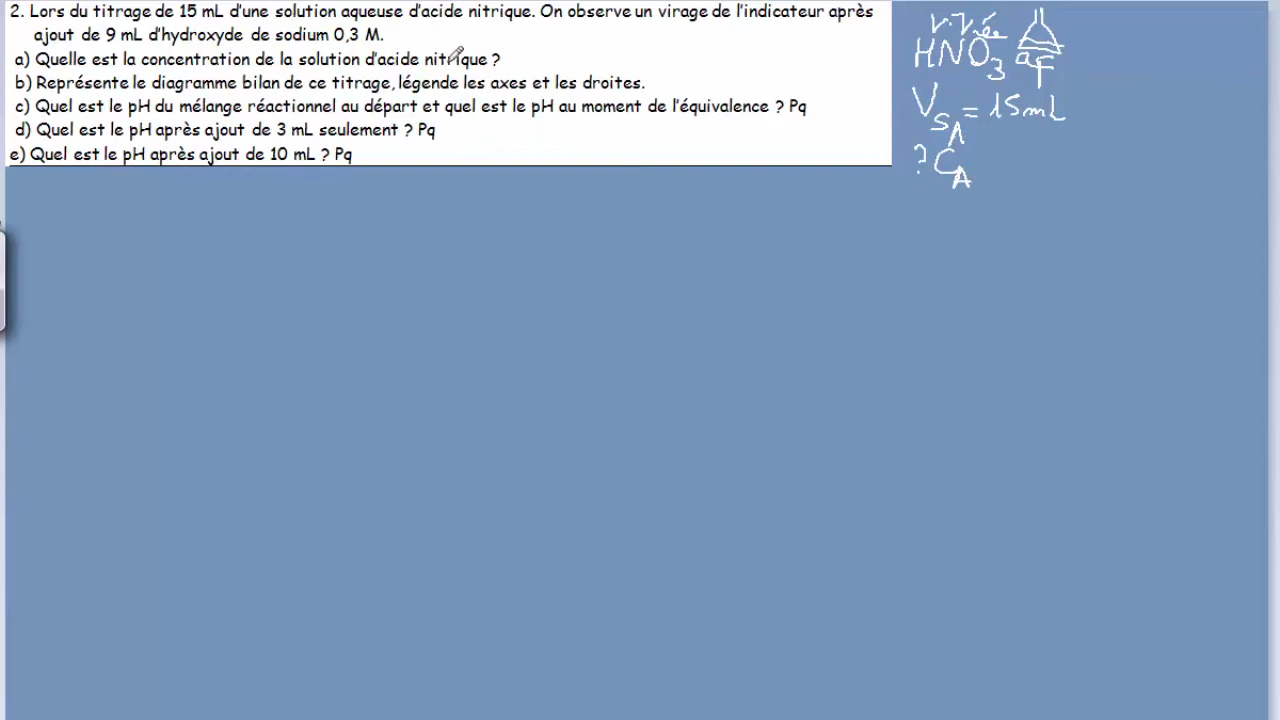 2. Lors du titrage de 15 mL d'une solution aqueuse d'acide nitrique. On observe un virage de l'indicateur après
ajout de 9 mL d'hydroxyde de sodium 0,3 M.
a) Quelle est la concentration de la solution d'acide nitrique ?
b) Représente le diagramme bilan de ce titrage, légende les axes et les droites.
c) Quel est le pH du mélange réactionnel au départ et quel est le pH au moment de l'équivalence ? Pq
d) Quel est le pH après ajout de 3 mL seulement ? Pq
e) Quel est le pH après ajout de 10 mL ? Pq
HNO3 aF
VSA = 15mL
? CA